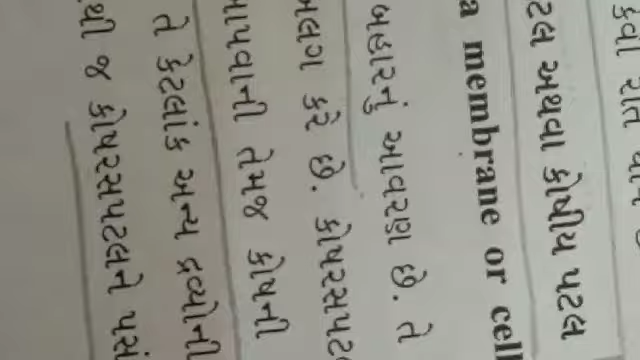 કેવી રીતે
ટલ અથવા કોષીય પટલ
a membrane or cell
બહારનું આવરણ છે. તે
અલગ કરે છે. કોષરસપટ
આપવાની તેમજ કોષની
તે કેટલાંક અન્ય દ્રવ્યોની
થી જ કોષરસપટલને પસં